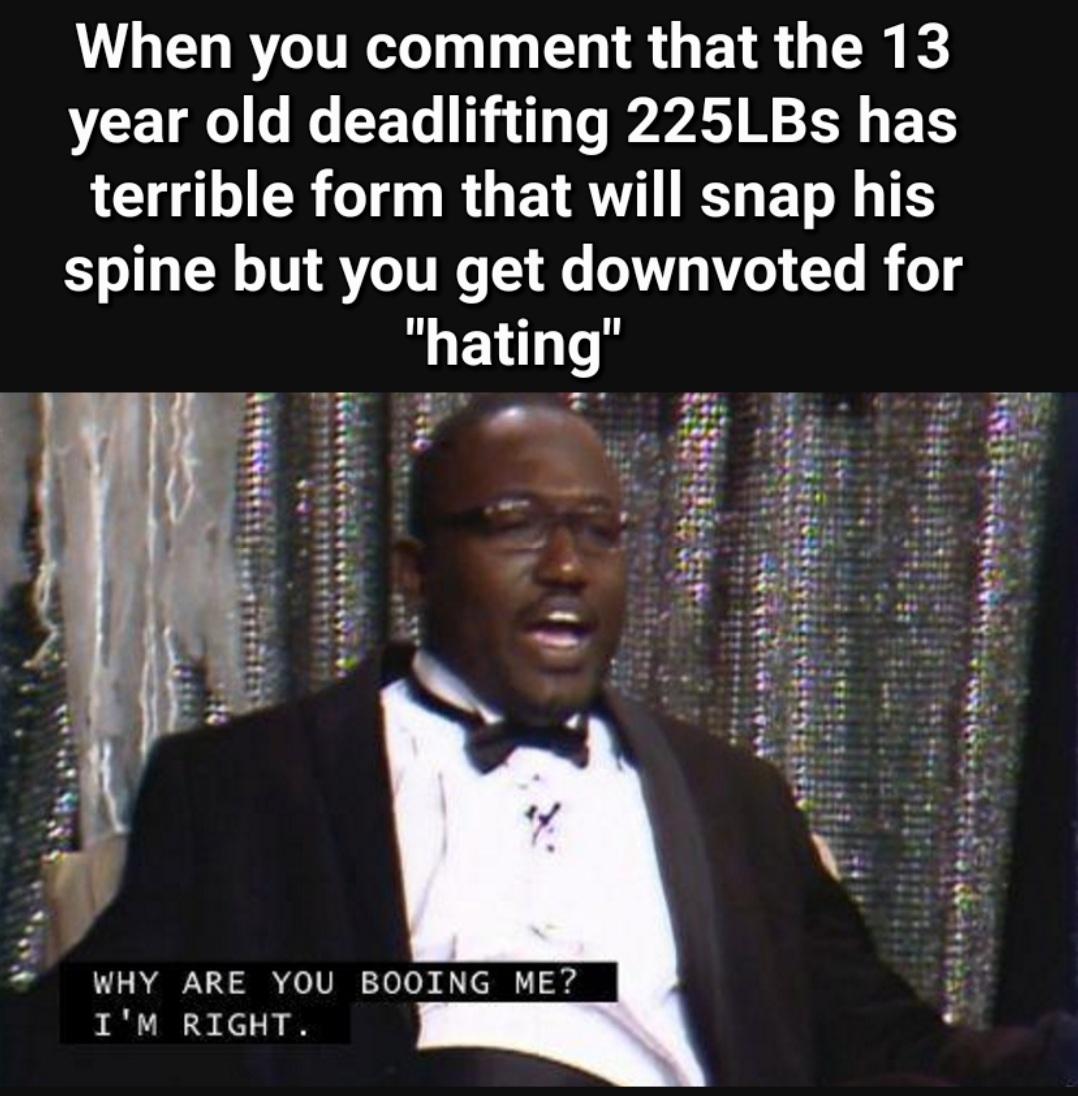 When you comment that the 13
year old deadlifting 225LBs has
terrible form that will snap his
spine but you get downvoted for
"hating"
WHY ARE YOU BOOING ME?
I'M RIGHT.